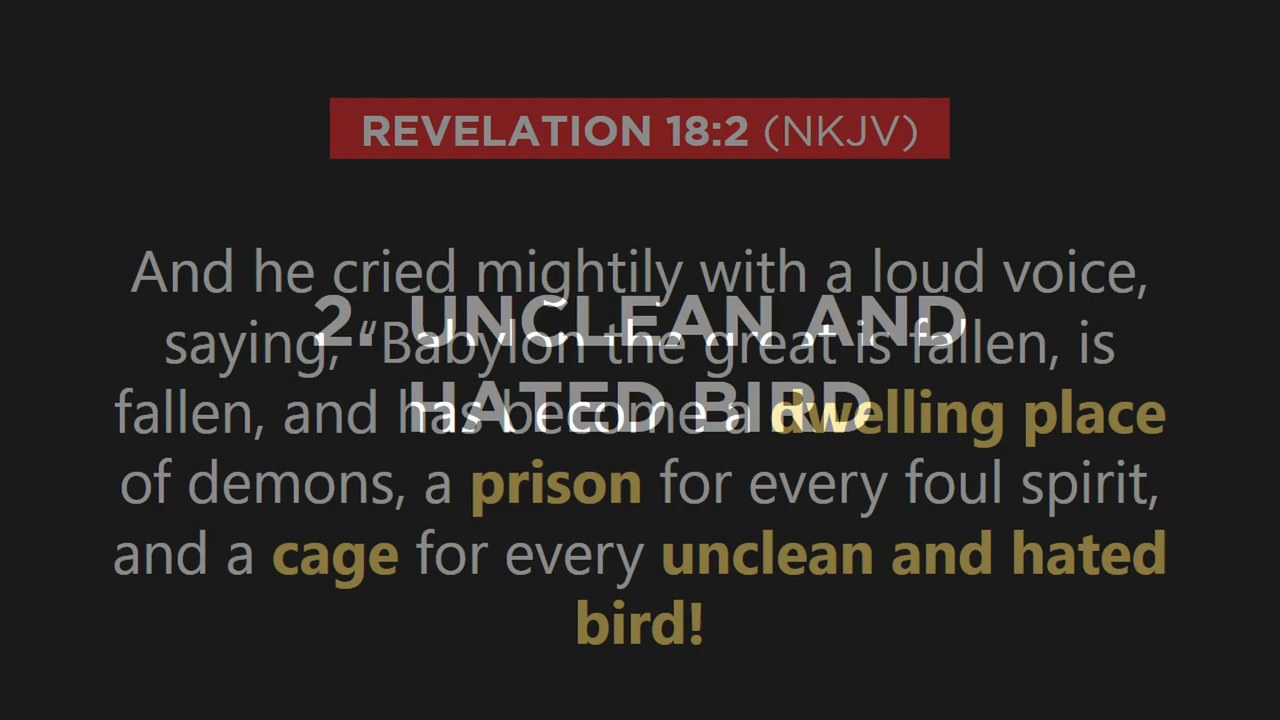 REVELATION 18:2 (NKJV)
And he cried mightily with a loud voice,
2. UNCLEAN AND
saying, “Babylon the great is fallen, is
HATED BIRD
fallen, and has become a dwelling place
of demons, a prison for every foul spirit,
and a cage for every unclean and hated
bird!